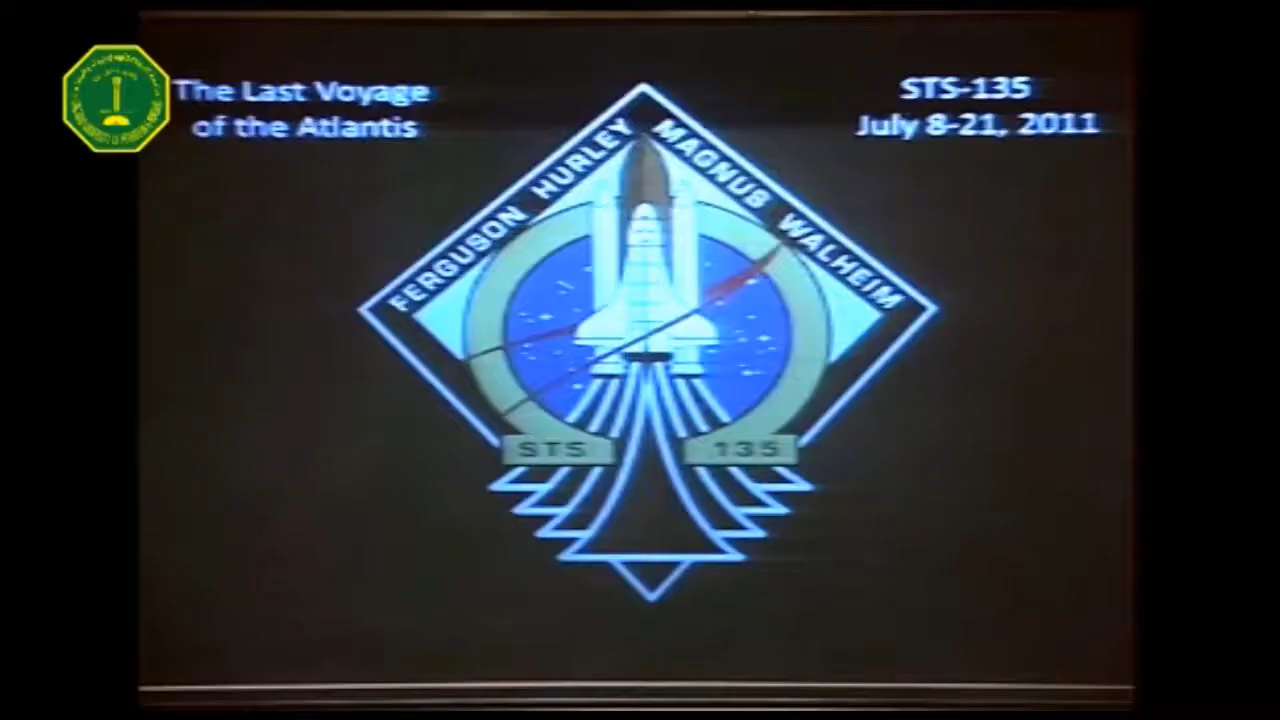 The Last Voyage
of the Atlantis
STS-135
July 8-21, 2011
FERGUSON HURLEY MAGNUS WALHEIM
STS 135